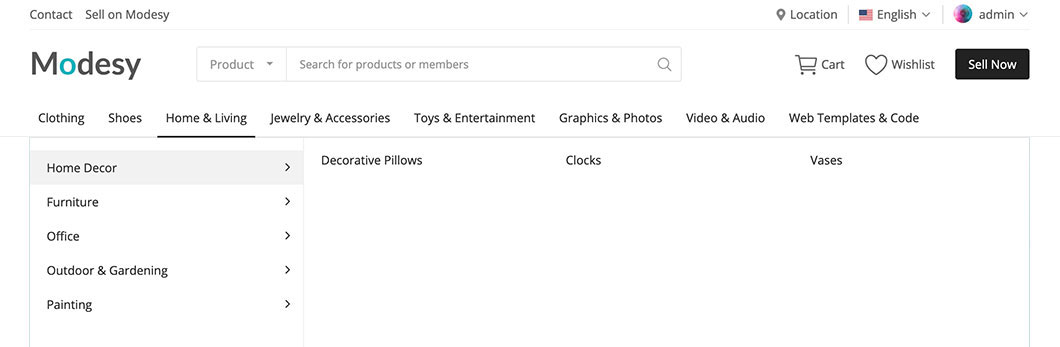 Contact Sell on Modesy Location English admin
Modesy Product Search for products or members Cart Wishlist Sell Now
Clothing Shoes Home & Living Jewelry & Accessories Toys & Entertainment Graphics & Photos Video & Audio Web Templates & Code
Home Decor
Furniture
Office
Outdoor & Gardening
Painting
Decorative Pillows Clocks Vases